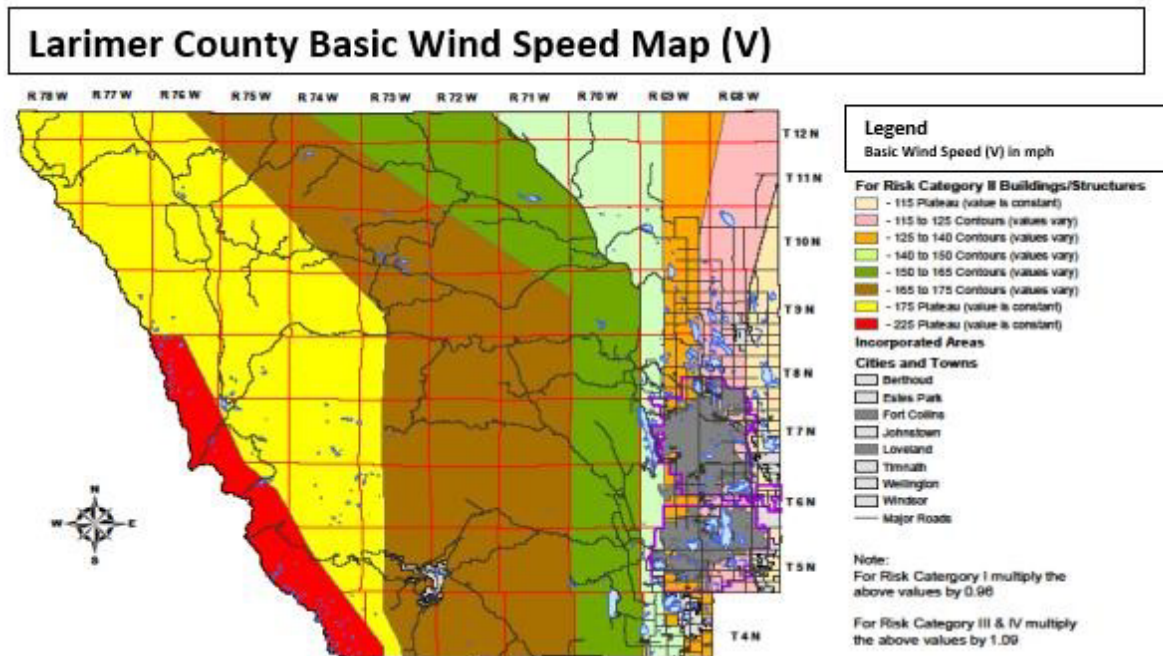 Larimer County Basic Wind Speed Map (V)
R 78 W R 77 W R 76 W R 75 W R 74 W R 73 W R 72 W R 71 W R 70 W R 69 W R 68 W
T 12 N
T 11 N
T 10 N
T 9 N
T 8 N
T 7 N
T 6 N
T 5 N
T 4 N
N
W E
S
Legend
Basic Wind Speed (V) in mph
For Risk Category II Buildings/Structures
- 115 Plateau (value is constant)
- 115 to 125 Contours (values vary)
- 125 to 140 Contours (values vary)
- 140 to 150 Contours (values vary)
- 150 to 165 Contours (values vary)
- 165 to 175 Contours (values vary)
- 175 Plateau (value is constant)
- 225 Plateau (value is constant)
Incorporated Areas
Cities and Towns
Berthoud
Estes Park
Fort Collins
Johnstown
Loveland
Timnath
Wellington
Windsor
Major Roads
Note:
For Risk Catergory I multiply the
above values by 0.96
For Risk Category III & IV multiply
the above values by 1.09